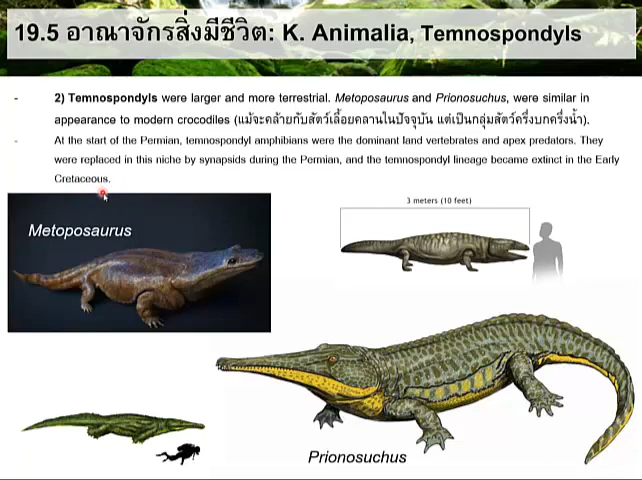 19.5 อาณาจักรสิ่งมีชีวิต: K. Animalia, Temnospondyls
- 2) Temnospondyls were larger and more terrestrial. Metoposaurus and Prionosuchus, were similar in
appearance to modern crocodiles (แม้จะคล้ายกับสัตว์เลื้อยคลานในปัจจุบัน แต่เป็นกลุ่มสัตว์ครึ่งบกครึ่งน้ำ).
- At the start of the Permian, temnospondyl amphibians were the dominant land vertebrates and apex predators. They
were replaced in this niche by synapsids during the Permian, and the temnospondyl lineage became extinct in the Early
Cretaceous.
Metoposaurus
3 meters (10 feet)
Prionosuchus